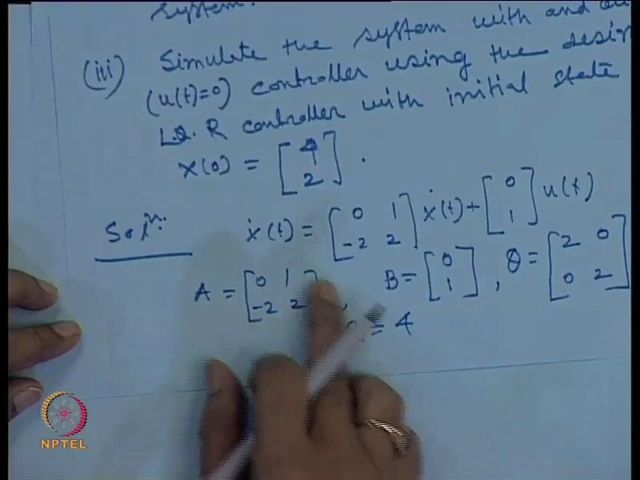 system.
(iii) Simulate the system with and
(u(t)=0) controller using the
LQR controller with initial state
x(0) = [4; 2].
Solⁿ. ẋ(t) = [0 1; -2 2] ẋ(t) + [0; 1] u(t)
A = [0 1; -2 2], B = [0; 1], Q = [2 0; 0 2]
= 4
NPTEL